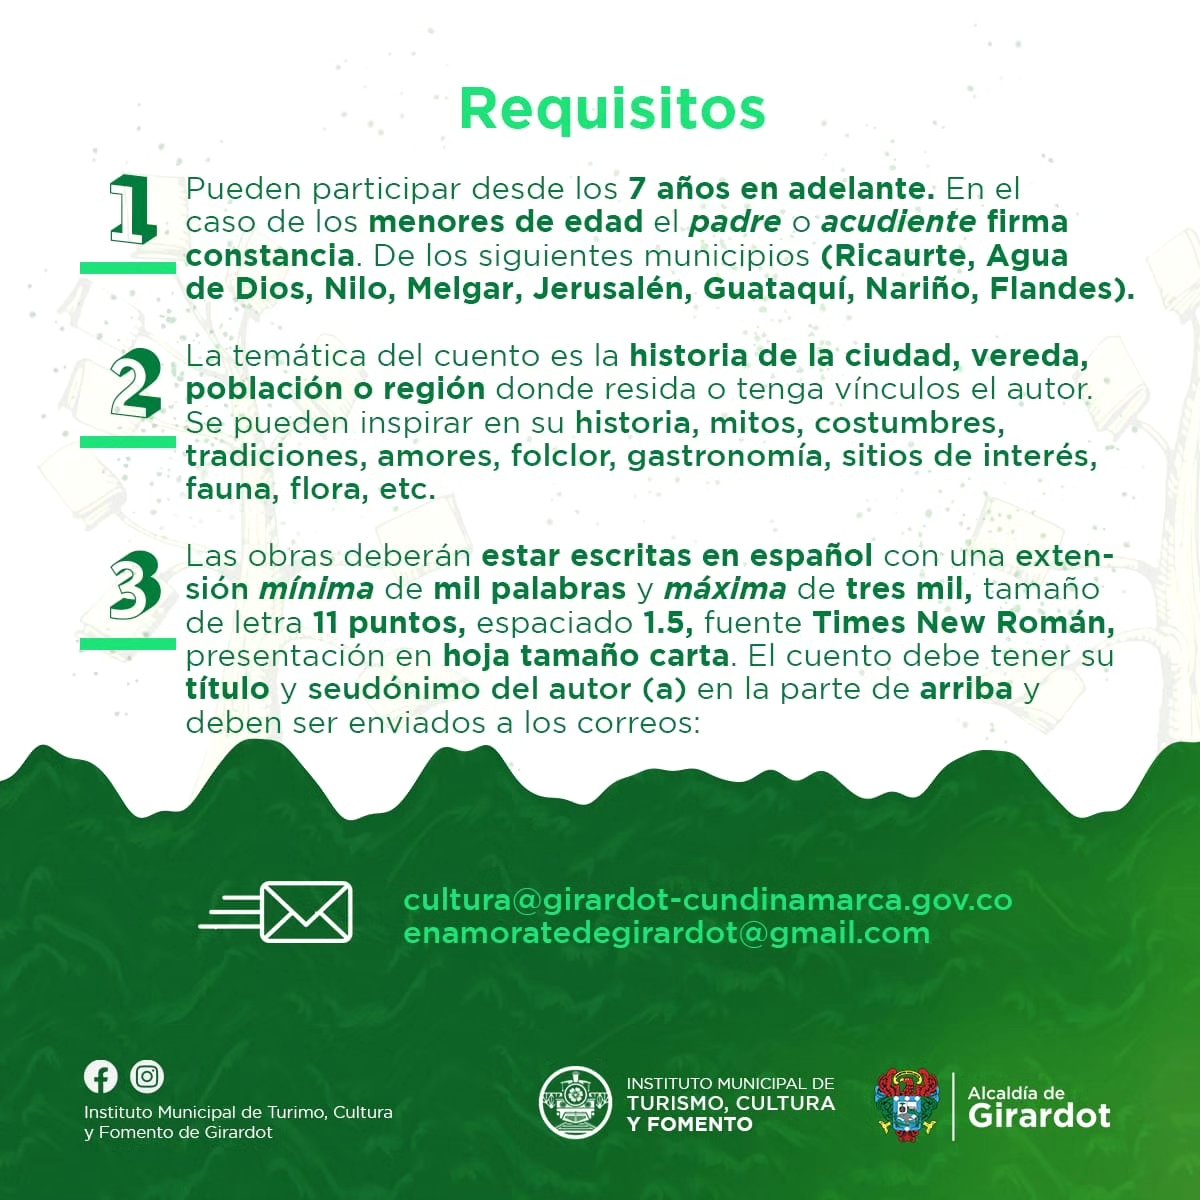 Requisitos
1
Pueden participar desde los 7 años en adelante. En el
caso de los menores de edad el padre o acudiente firma
constancia. De los siguientes municipios (Ricaurte, Agua
de Dios, Nilo, Melgar, Jerusalén, Guataquí, Nariño, Flandes).
2
La temática del cuento es la historia de la ciudad, vereda,
población o región donde resida o tenga vínculos el autor.
Se pueden inspirar en su historia, mitos, costumbres,
tradiciones, amores, folclor, gastronomía, sitios de interés,
fauna, flora, etc.
3
Las obras deberán estar escritas en español con una exten-
sión mínima de mil palabras y máxima de tres mil, tamaño
de letra 11 puntos, espaciado 1.5, fuente Times New Román,
presentación en hoja tamaño carta. El cuento debe tener su
título y seudónimo del autor (a) en la parte de arriba y
deben ser enviados a los correos:
cultura@girardot-cundinamarca.gov.co
enamoratedegirardot@gmail.com
Instituto Municipal de Turimo, Cultura
y Fomento de Girardot
INSTITUTO MUNICIPAL DE
TURISMO, CULTURA
Y FOMENTO
Alcaldía de
Girardot